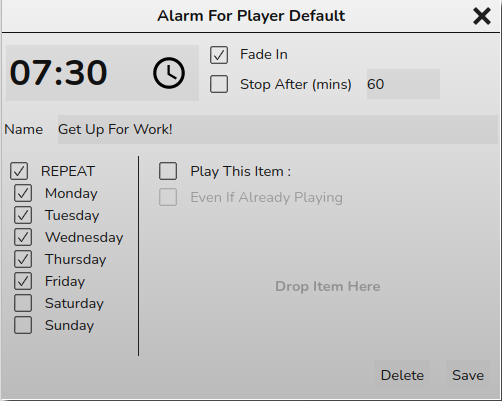 Alarm For Player Default
07:30
Fade In
Stop After (mins) 60
Name Get Up For Work!
REPEAT
Monday
Tuesday
Wednesday
Thursday
Friday
Saturday
Sunday
Play This Item :
Even If Already Playing
Drop Item Here
Delete Save